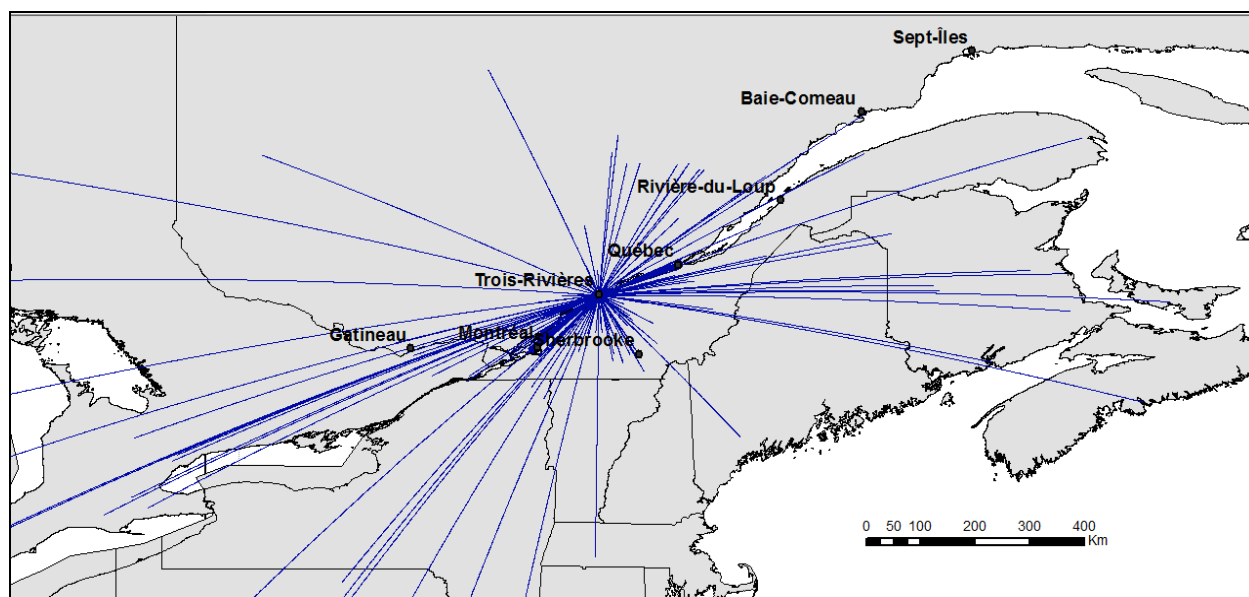 Sept-Îles
Baie-Comeau
Rivière-du-Loup
Québec
Trois-Rivières
Gatineau
Montréal
Sherbrooke
0 50 100 200 300 400
Km